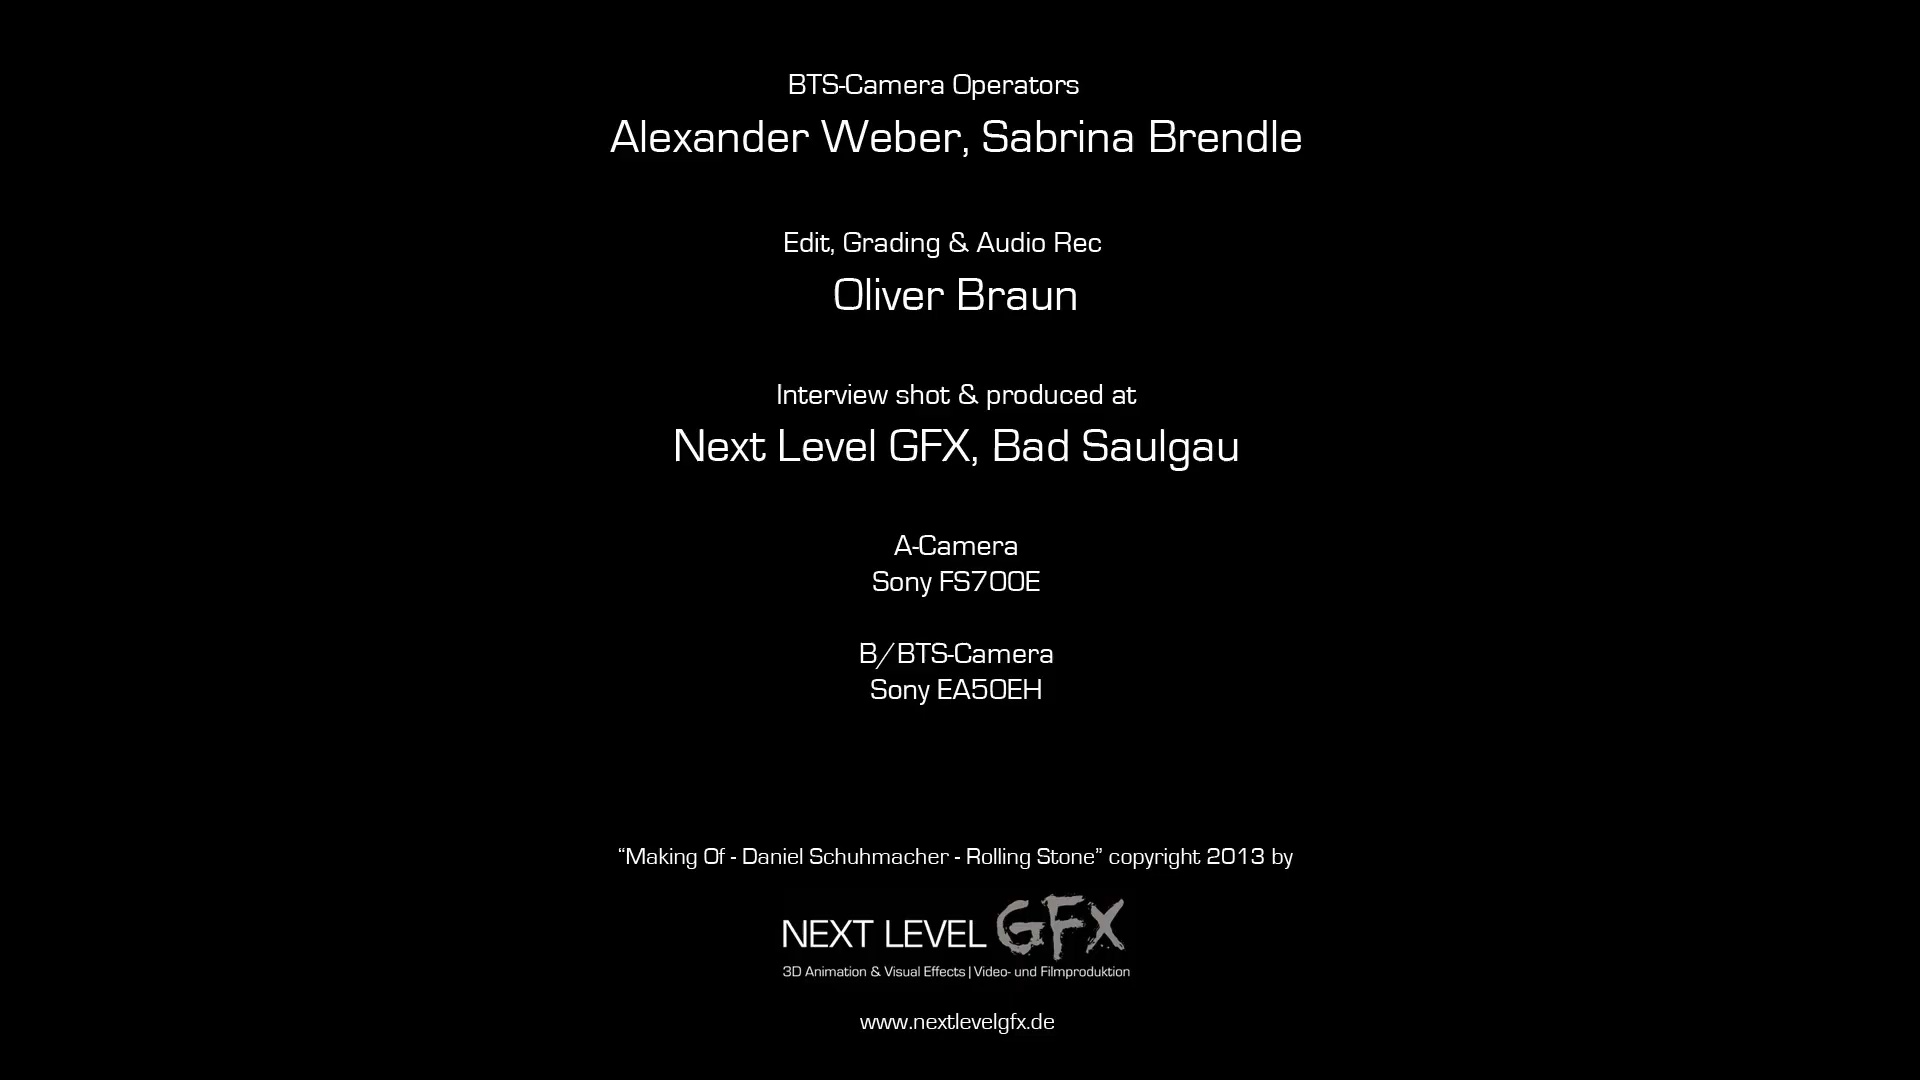 BTS-Camera Operators
Alexander Weber, Sabrina Brendle
Edit, Grading & Audio Rec
Oliver Braun
Interview shot & produced at
Next Level GFX, Bad Saulgau
A-Camera
Sony FS700E
B/BTS-Camera
Sony EA50EH
“Making Of - Daniel Schuhmacher - Rolling Stone” copyright 2013 by
NEXT LEVEL GFX
3D Animation & Visual Effects | Video- und Filmproduktion
www.nextlevelgfx.de